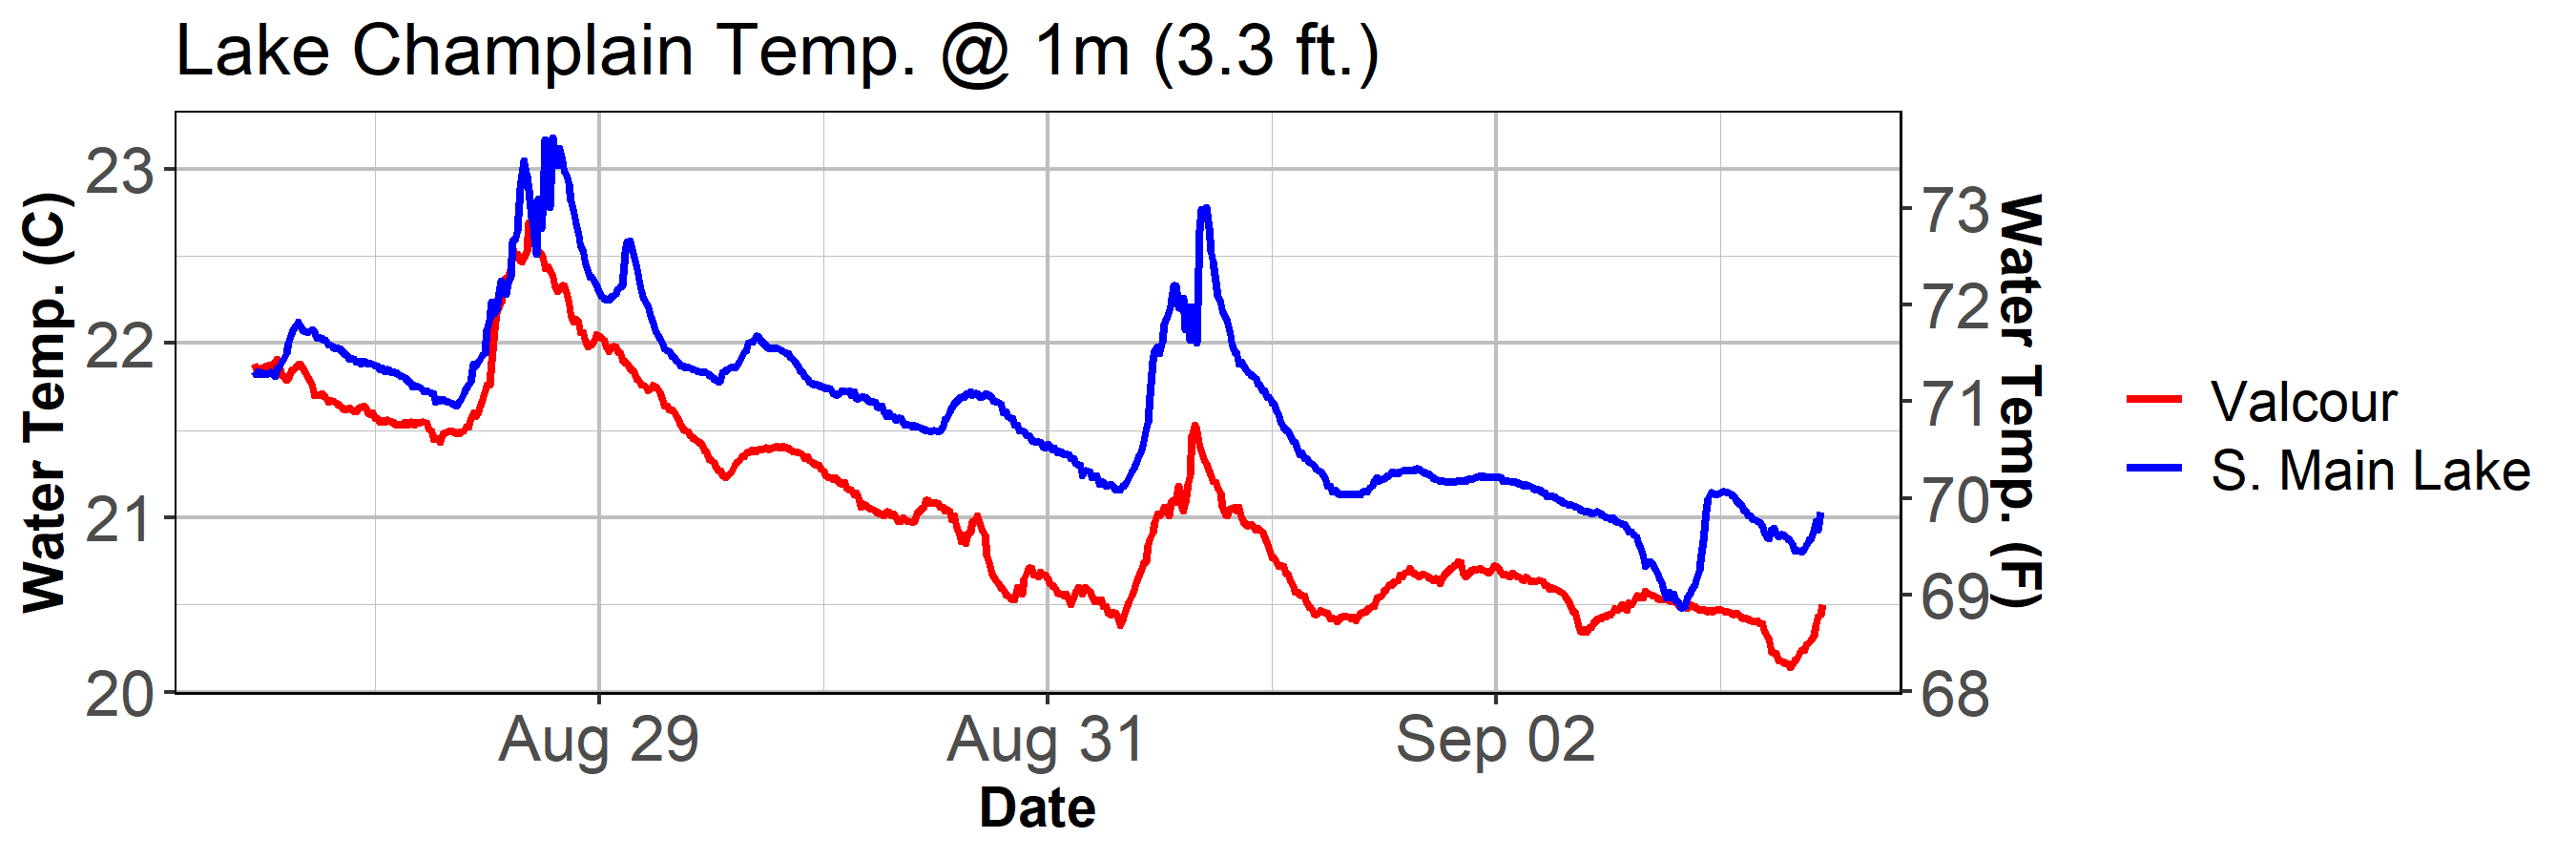 Lake Champlain Temp. @ 1m (3.3 ft.)
Water Temp. (C)
23
22
21
20
73
72
71
70
69
68
Water Temp. (F)
Aug 29
Aug 31
Sep 02
Date
Valcour
S. Main Lake